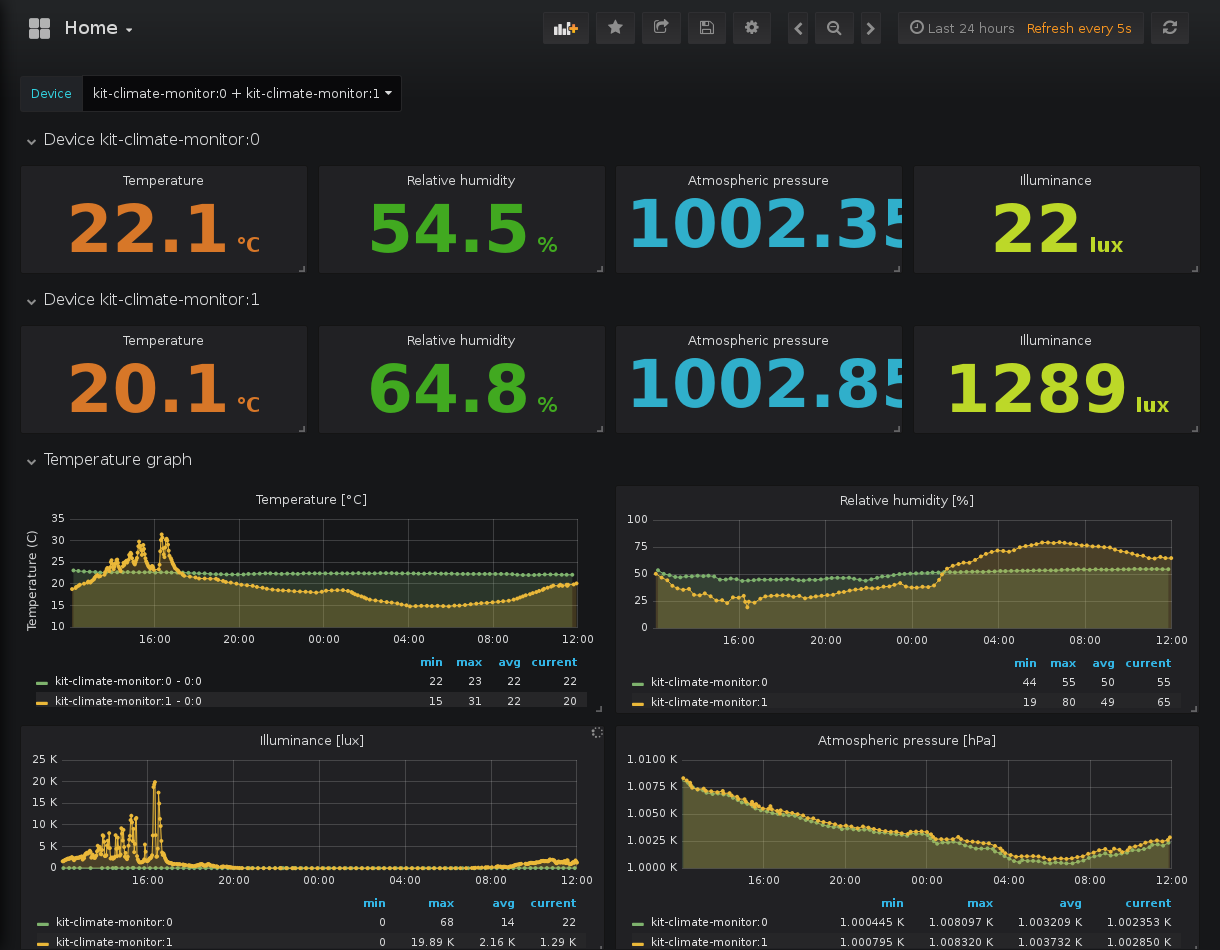 Home
Last 24 hours Refresh every 5s
Device kit-climate-monitor:0 + kit-climate-monitor:1
Device kit-climate-monitor:0
Temperature Relative humidity Atmospheric pressure Illuminance
22.1 °C 54.5 % 1002.35 22 lux
Device kit-climate-monitor:1
Temperature Relative humidity Atmospheric pressure Illuminance
20.1 °C 64.8 % 1002.85 1289 lux
Temperature graph
Temperature [°C]
Temperature (C)
35
30
25
20
15
10
16:00 20:00 00:00 04:00 08:00 12:00
min max avg current
kit-climate-monitor:0 - 0:0 22 23 22 22
kit-climate-monitor:1 - 0:0 15 31 22 20
Relative humidity [%]
100
75
50
25
0
16:00 20:00 00:00 04:00 08:00 12:00
min max avg current
kit-climate-monitor:0 44 55 50 55
kit-climate-monitor:1 19 80 49 65
Illuminance [lux]
25 K
20 K
15 K
10 K
5 K
0
16:00 20:00 00:00 04:00 08:00 12:00
min max avg current
kit-climate-monitor:0 0 68 14 22
kit-climate-monitor:1 0 19.89 K 2.16 K 1.29 K
Atmospheric pressure [hPa]
1.0100 K
1.0075 K
1.0050 K
1.0025 K
1.0000 K
16:00 20:00 00:00 04:00 08:00 12:00
min max avg current
kit-climate-monitor:0 1.000445 K 1.008097 K 1.003209 K 1.002353 K
kit-climate-monitor:1 1.000795 K 1.008320 K 1.003732 K 1.002850 K